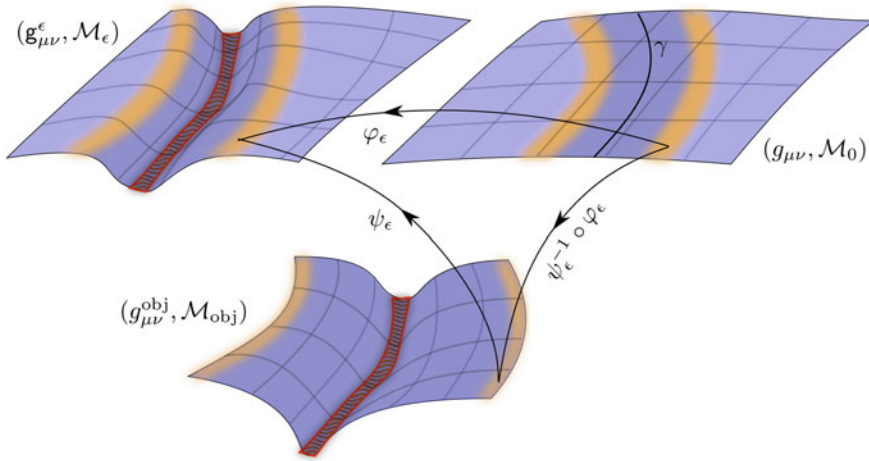 (g^ϵ_μν, M_ϵ)
γ
φ_ϵ
(g_μν, M_0)
ψ_ϵ
ψ_ϵ^{-1} ∘ φ_ϵ
(g^obj_μν, M_obj)